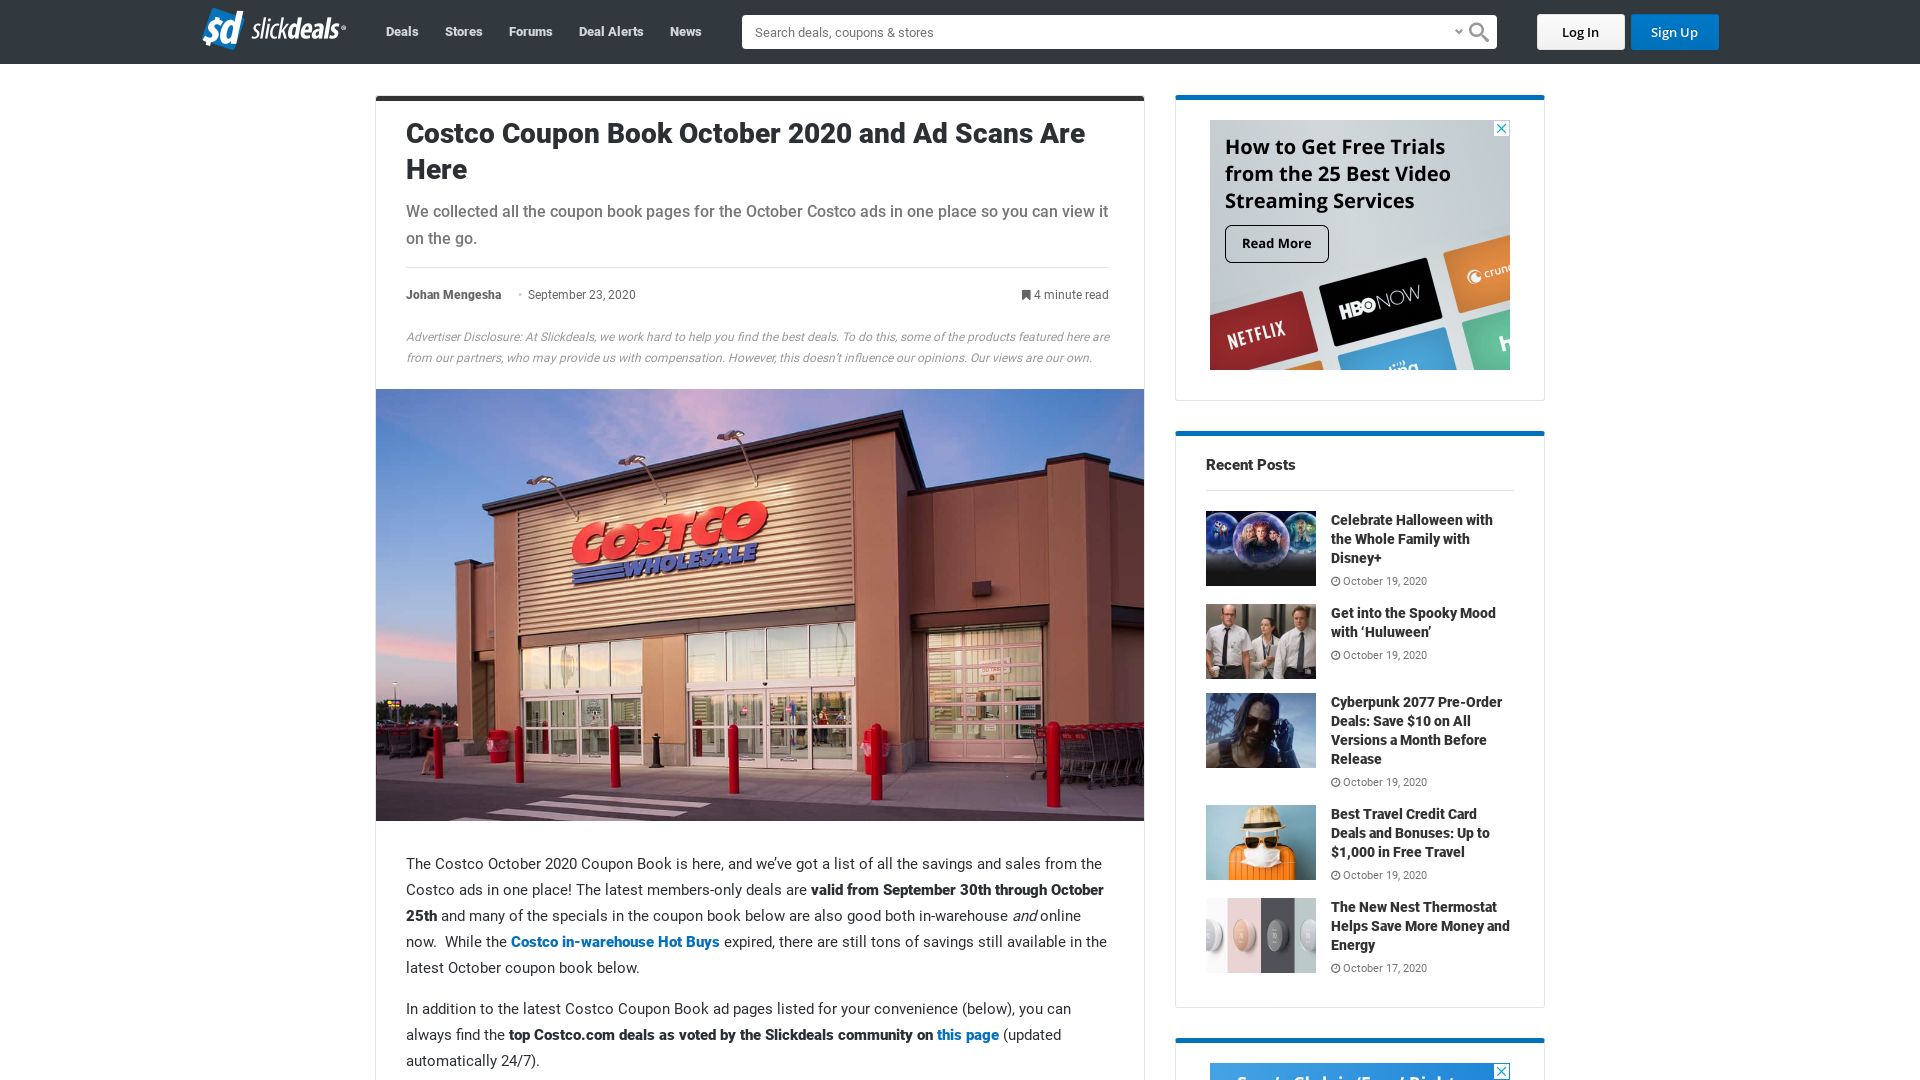 slickdeals
Deals
Stores
Forums
Deal Alerts
News
Search deals, coupons & stores
Log In
Sign Up
Costco Coupon Book October 2020 and Ad Scans Are
Here
We collected all the coupon book pages for the October Costco ads in one place so you can view it
on the go.
Johan Mengesha
September 23, 2020
4 minute read
Advertiser Disclosure: At Slickdeals, we work hard to help you find the best deals. To do this, some of the products featured here are
from our partners, who may provide us with compensation. However, this doesn’t influence our opinions. Our views are our own.
COSTCO
WHOLESALE
The Costco October 2020 Coupon Book is here, and we’ve got a list of all the savings and sales from the
Costco ads in one place! The latest members-only deals are valid from September 30th through October
25th and many of the specials in the coupon book below are also good both in-warehouse and online
now.  While the Costco in-warehouse Hot Buys expired, there are still tons of savings still available in the
latest October coupon book below.
In addition to the latest Costco Coupon Book ad pages listed for your convenience (below), you can
always find the top Costco.com deals as voted by the Slickdeals community on this page (updated
automatically 24/7).
How to Get Free Trials
from the 25 Best Video
Streaming Services
Read More
NETFLIX
HBO NOW
crunc
ling
h
Recent Posts
Celebrate Halloween with
the Whole Family with
Disney+
October 19, 2020
Get into the Spooky Mood
with ‘Huluween’
October 19, 2020
Cyberpunk 2077 Pre-Order
Deals: Save $10 on All
Versions a Month Before
Release
October 19, 2020
Best Travel Credit Card
Deals and Bonuses: Up to
$1,000 in Free Travel
October 19, 2020
The New Nest Thermostat
Helps Save More Money and
Energy
October 17, 2020